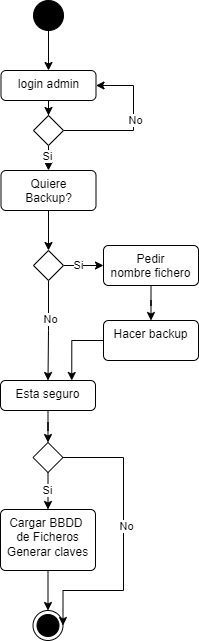 login admin
No
Si
Quiere
Backup?
Si
Pedir
nombre fichero
No
Hacer backup
Esta seguro
Si
No
Cargar BBDD
de Ficheros
Generar claves